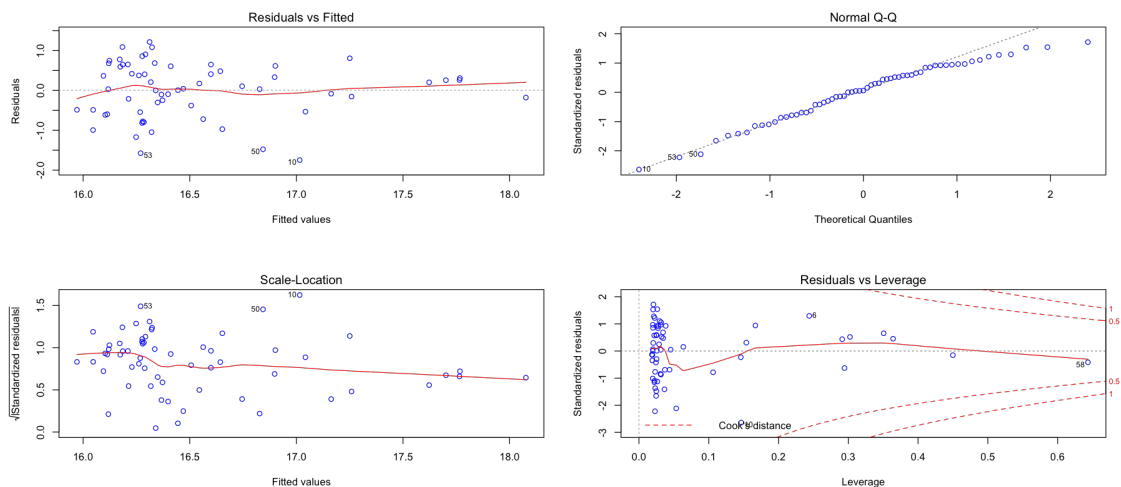 Residuals vs Fitted
Residuals
1.0
0.0
-1.0
-2.0
53
50
10
16.0 16.5 17.0 17.5 18.0
Fitted values
Normal Q-Q
Standardized residuals
2
1
0
-1
-2
10
53
50
-2 -1 0 1 2
Theoretical Quantiles
Scale-Location
√|Standardized residuals|
1.5
1.0
0.5
0.0
53
50
10
16.0 16.5 17.0 17.5 18.0
Fitted values
Residuals vs Leverage
Standardized residuals
2
1
0
-1
-2
-3
6
58
10
1
0.5
0.5
1
Cook's distance
0.0 0.1 0.2 0.3 0.4 0.5 0.6
Leverage